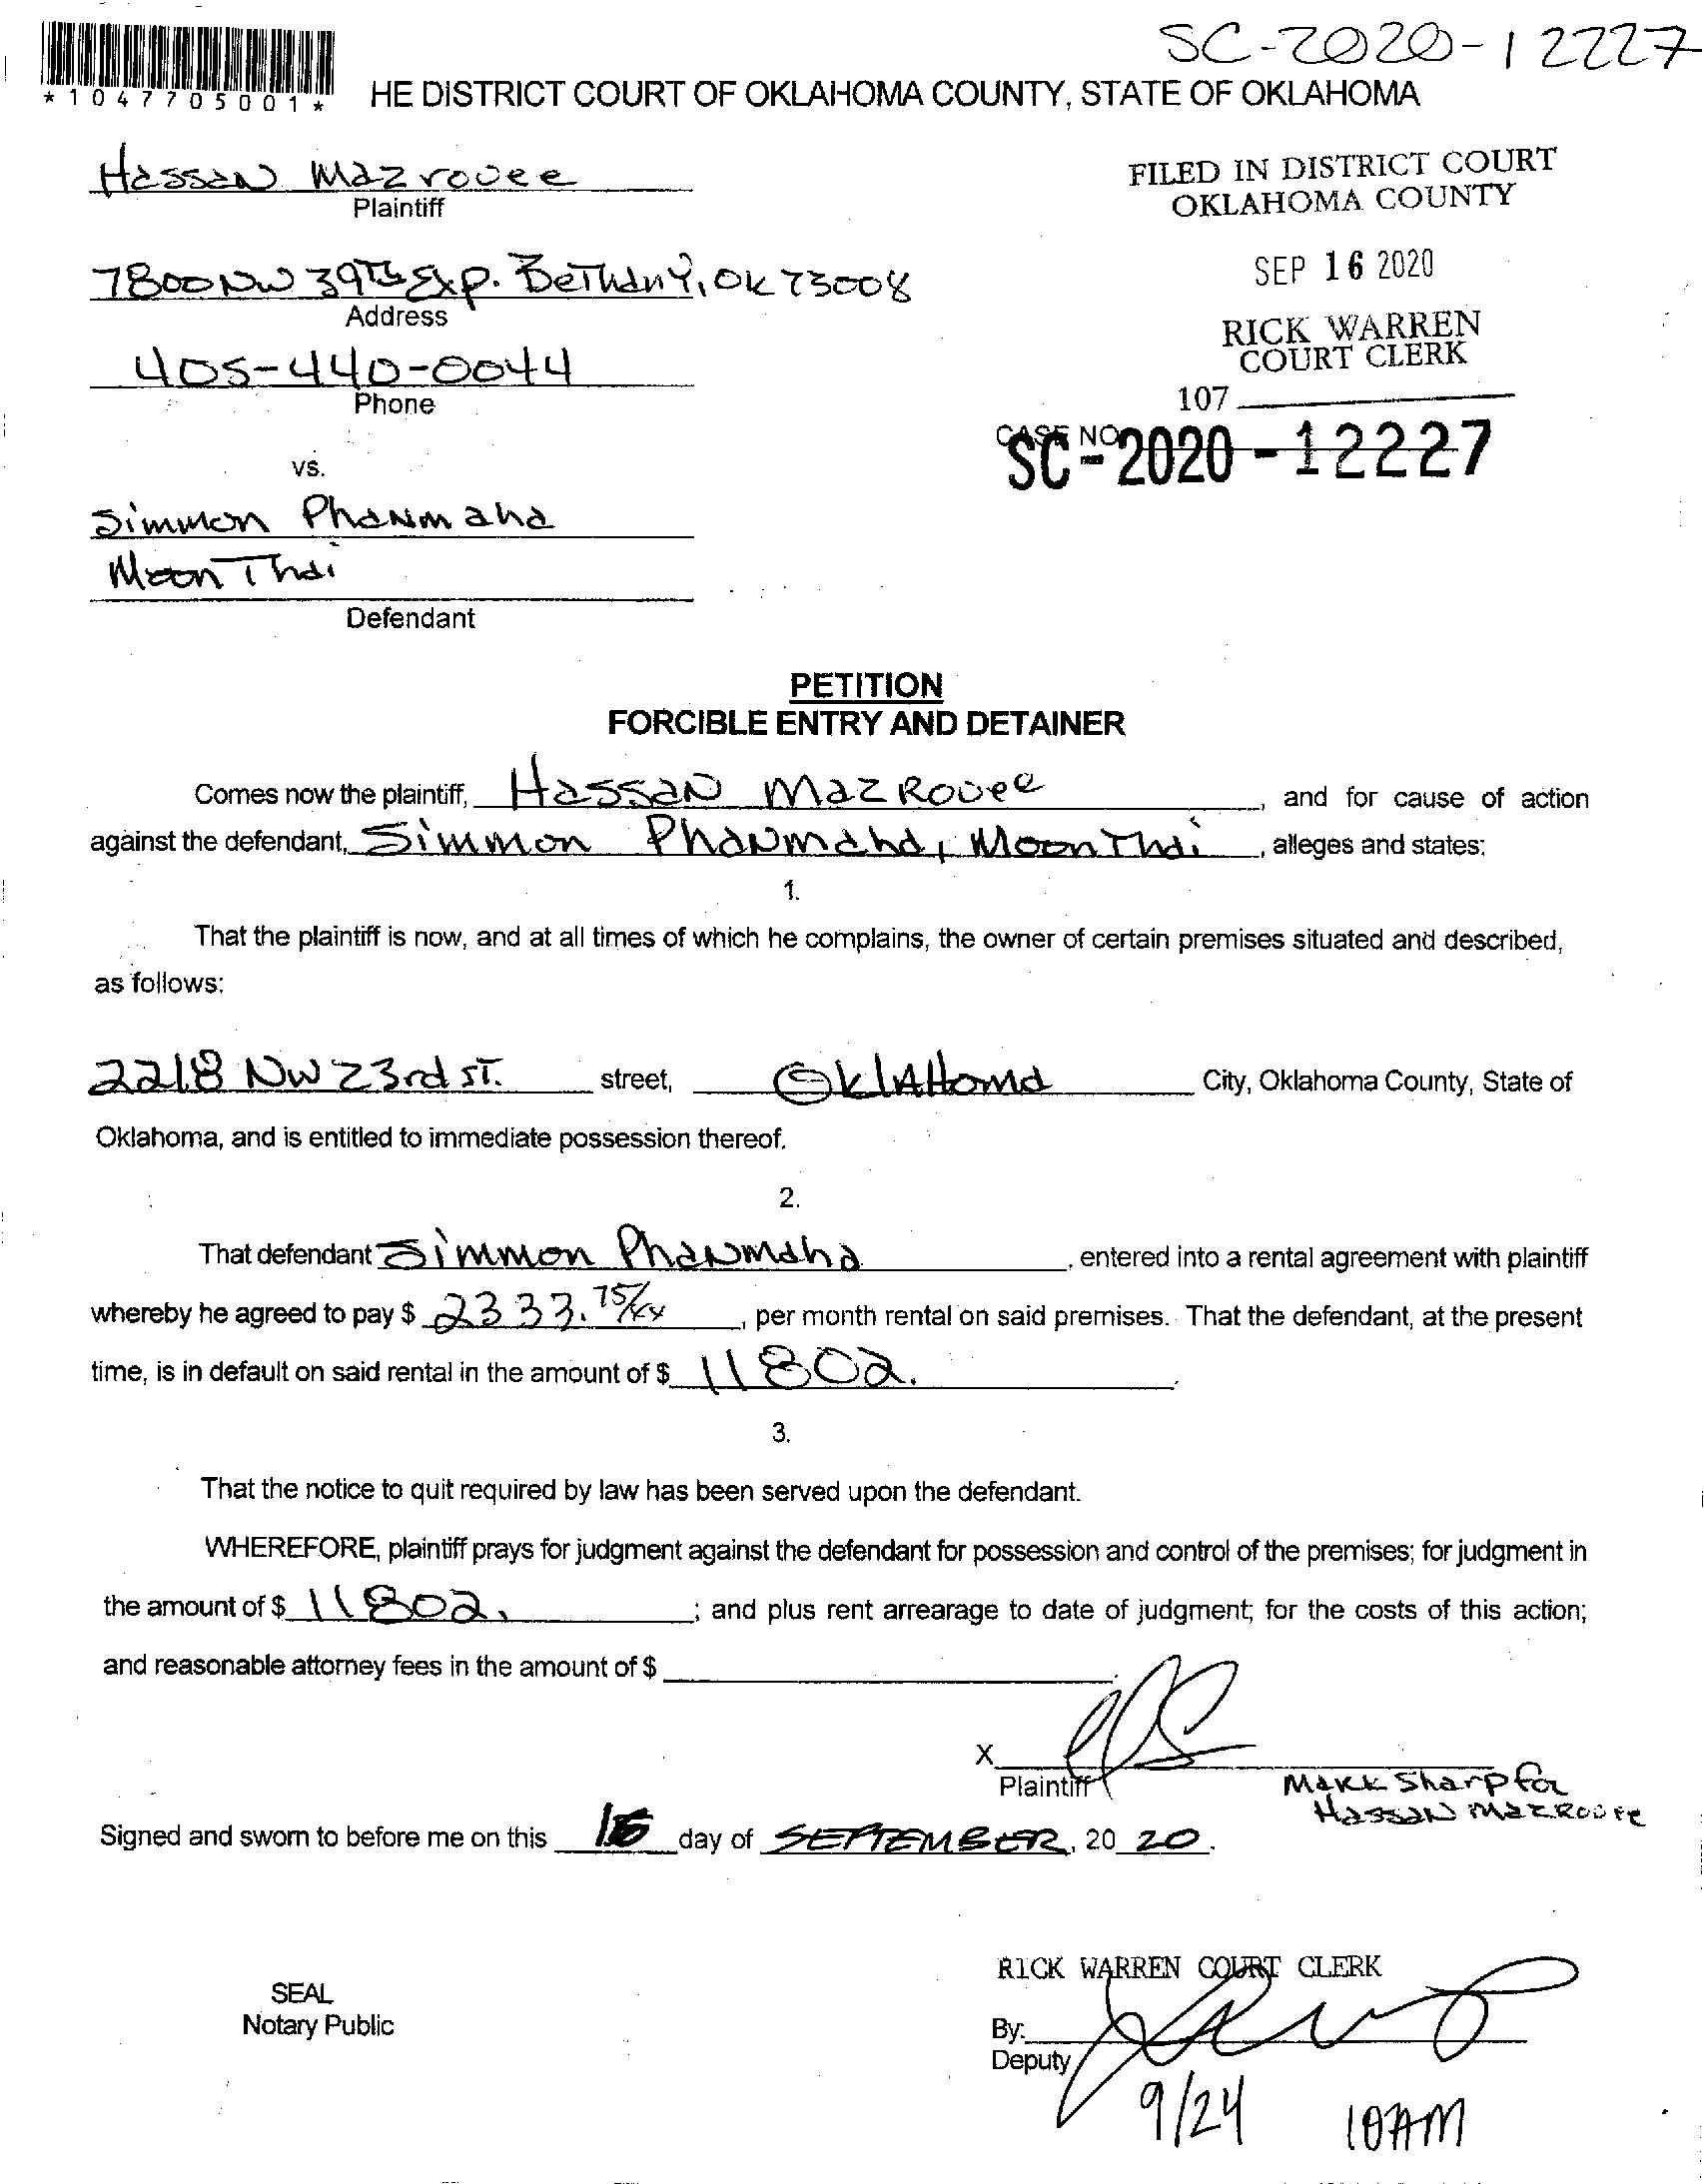 SC-2020-12227
*1047705001*
HE DISTRICT COURT OF OKLAHOMA COUNTY, STATE OF OKLAHOMA
Hassan Mazrouee
Plaintiff
FILED IN DISTRICT COURT
OKLAHOMA COUNTY
7800 NW 39th Exp. Bethany, OK 73008
Address
SEP 16 2020
RICK WARREN
COURT CLERK
405-440-0044
Phone
107
CASE NO.
SC-2020-12227
vs.
Simmon Phanmaha
Moon Thai
Defendant
PETITION
FORCIBLE ENTRY AND DETAINER
Comes now the plaintiff, Hassan Mazrouee, and for cause of action
against the defendant, Simmon Phanmaha, Moon Thai, alleges and states:
1.
That the plaintiff is now, and at all times of which he complains, the owner of certain premises situated and described,
as follows:
2218 NW 23rd ST. street, Oklahoma City, Oklahoma County, State of
Oklahoma, and is entitled to immediate possession thereof.
2.
That defendant Simmon Phanmaha, entered into a rental agreement with plaintiff
whereby he agreed to pay $ 2333.75/xx, per month rental on said premises. That the defendant, at the present
time, is in default on said rental in the amount of $ 11802.
3.
That the notice to quit required by law has been served upon the defendant.
WHEREFORE, plaintiff prays for judgment against the defendant for possession and control of the premises; for judgment in
the amount of $ 11802.; and plus rent arrearage to date of judgment; for the costs of this action;
and reasonable attorney fees in the amount of $
X
Plaintiff
Mark Sharp for
Hassan Mazrouee
Signed and sworn to before me on this 16 day of SEPTEMBER, 20 20.
RICK WARREN COURT CLERK
SEAL
Notary Public
By:
Deputy
9/24 10AM